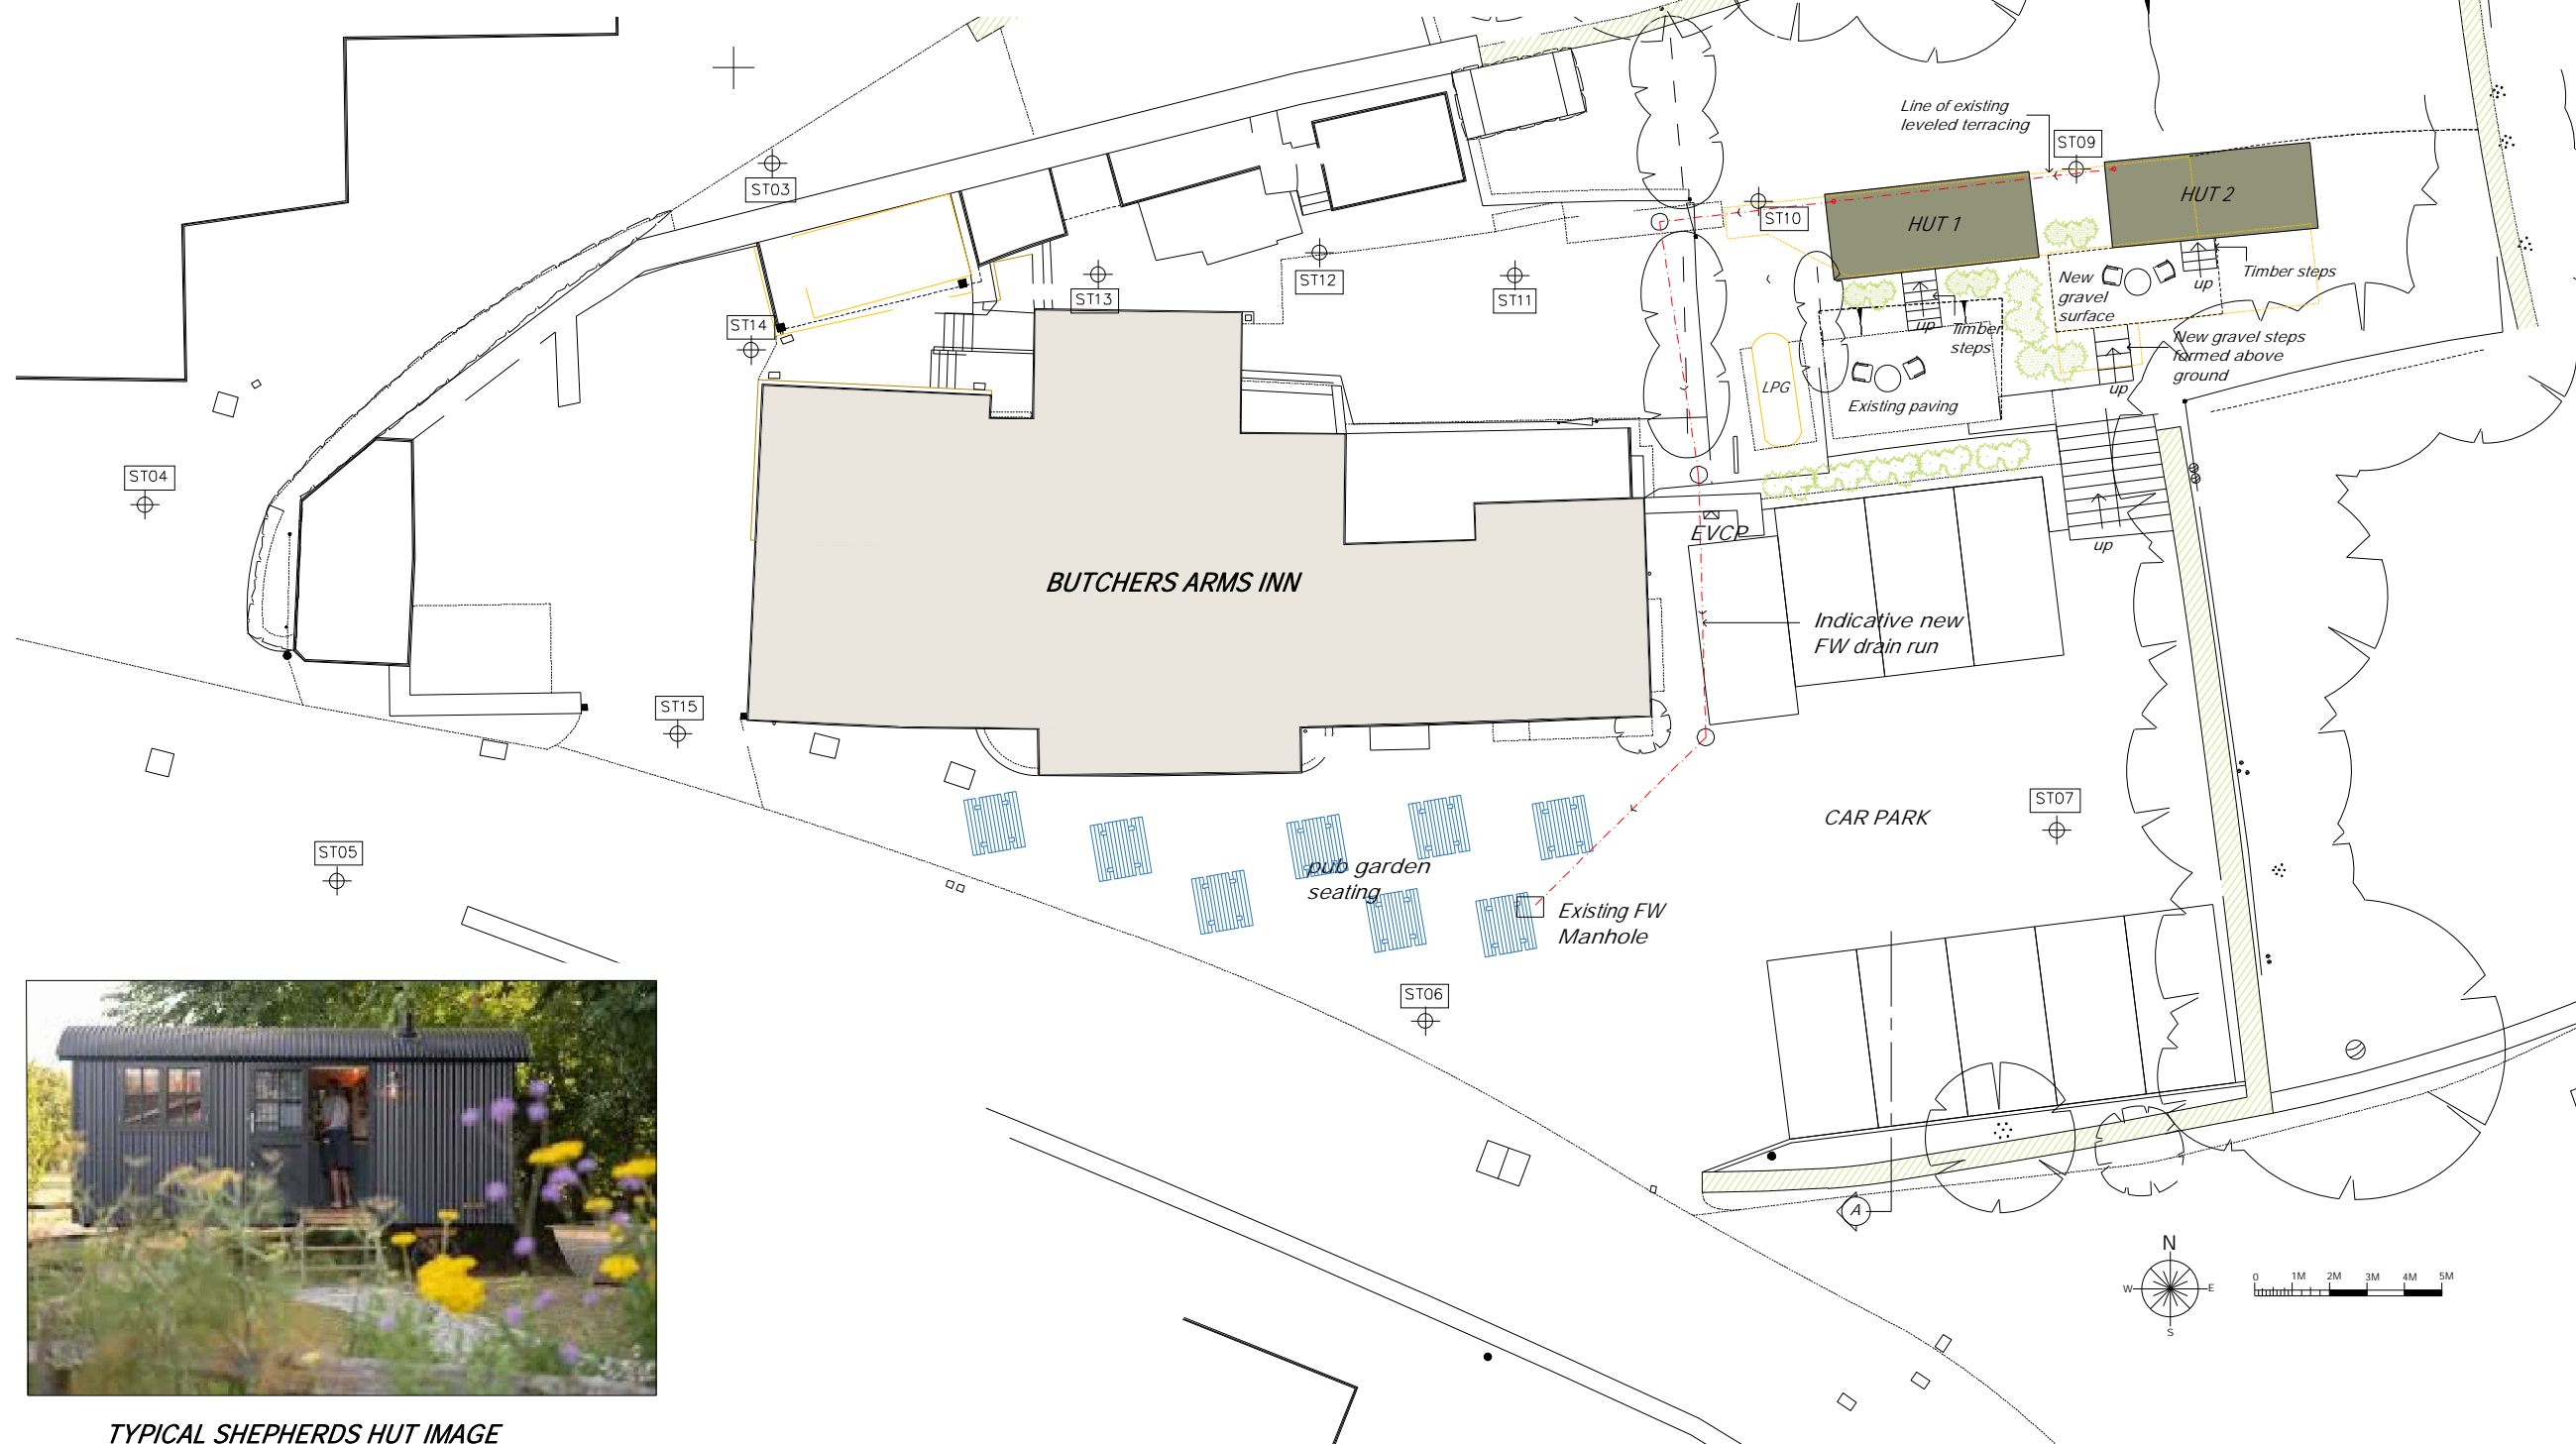 Line of existing
leveled terracing
ST09
ST03
HUT 2
HUT 1
ST10
ST12
ST13
ST11
New
gravel
surface
up
Timber steps
ST14
up
Timber
steps
New gravel steps
formed above
ground
LPG
up
Existing paving
ST04
EVCP
up
BUTCHERS ARMS INN
Indicative new
FW drain run
ST15
ST07
CAR PARK
ST05
pub garden
seating
Existing FW
Manhole
ST06
A
N
W
E
S
0 1M 2M 3M 4M 5M
TYPICAL SHEPHERDS HUT IMAGE